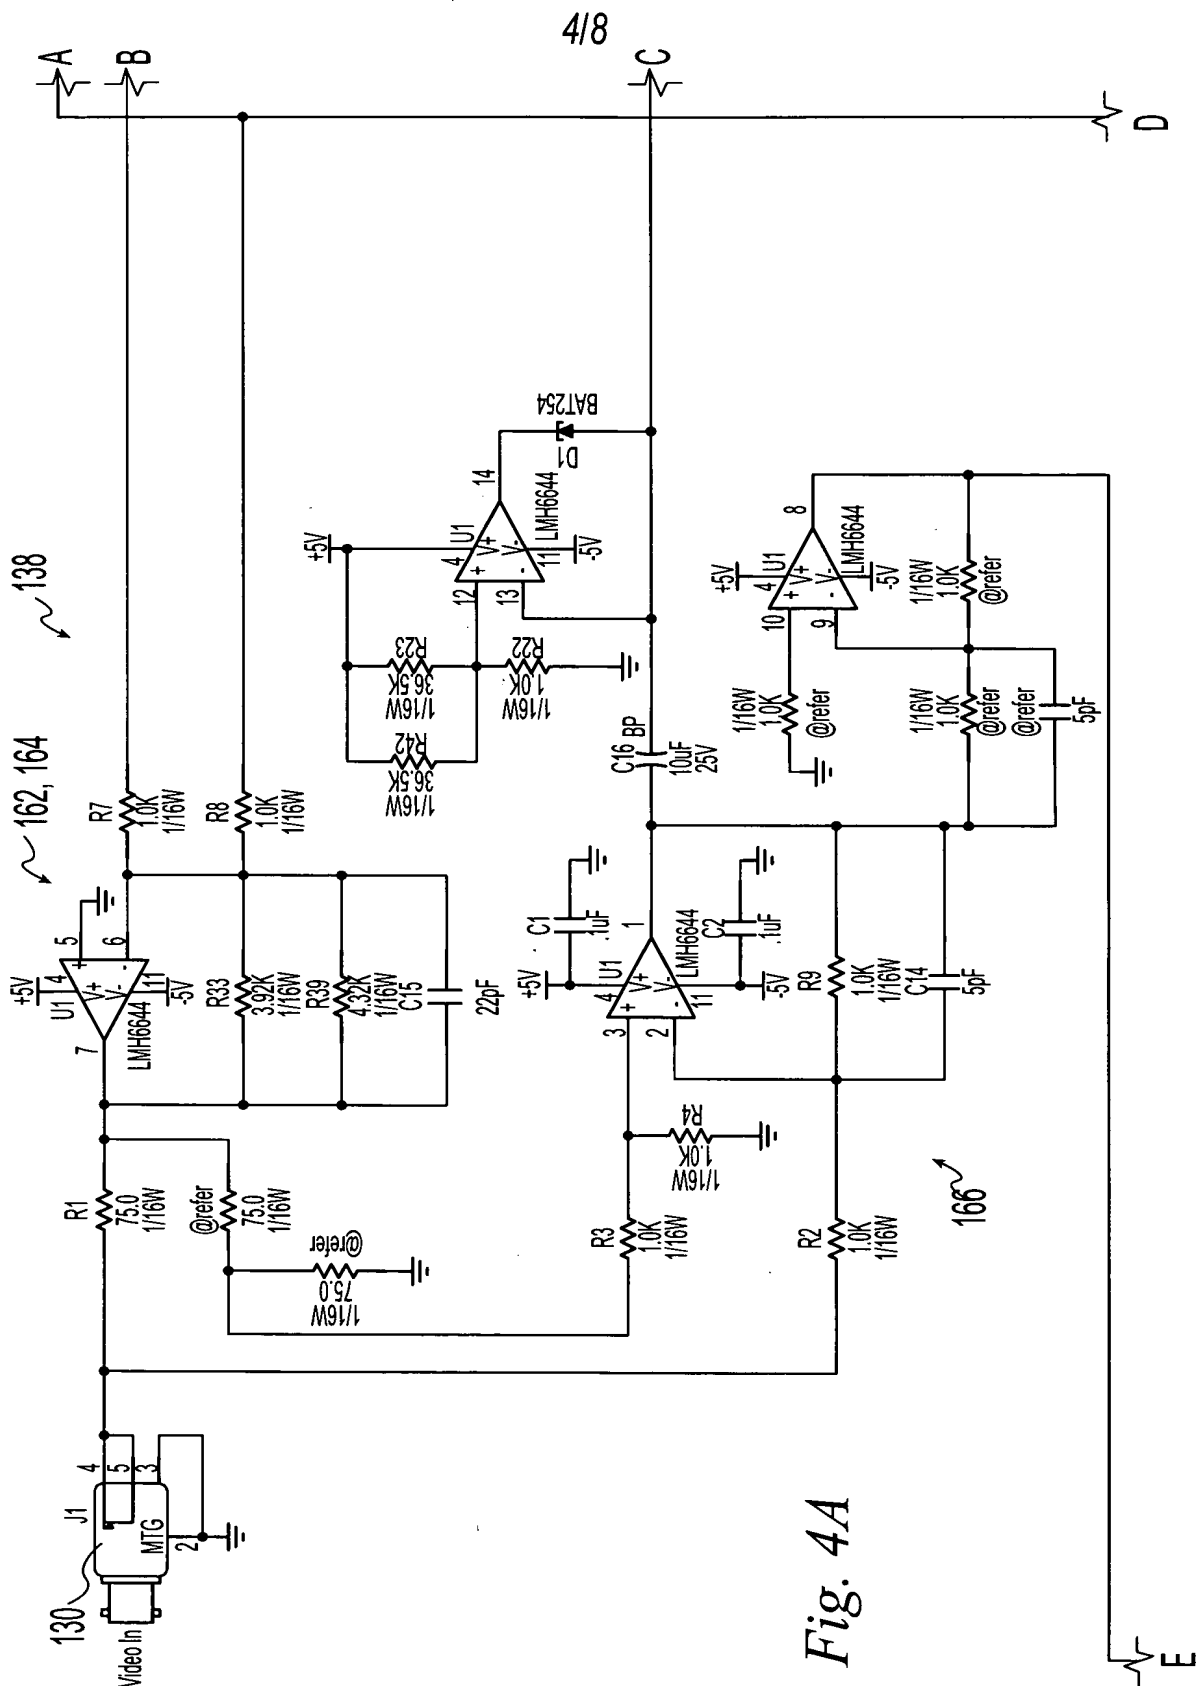 4/8
A
B
C
D
E
138
162, 164
166
130
Video In
J1
MTG
4
5
3
2
R1
75.0
1/16W
@refer
75.0
1/16W
@refer
75.0
1/16W
+5V
U1
4
V+
V-
11
-5V
5
6
7
LMH6644
R33
3.92K
1/16W
R39
4.32K
1/16W
C15
22pF
R7
1.0K
1/16W
R8
1.0K
1/16W
+5V
U1
4
V+
V-
11
-5V
12
13
14
LMH6644
R42
36.5K
1/16W
R23
36.5K
1/16W
R22
1.0K
1/16W
D1
BAT254
C16
BP
10uF
25V
C1
.1uF
C2
.1uF
+5V
U1
4
V+
V-
11
-5V
3
2
1
LMH6644
R3
1.0K
1/16W
R4
1.0K
1/16W
R2
1.0K
1/16W
R9
1.0K
1/16W
C14
5pF
+5V
U1
4
V+
V-
-5V
10
9
8
LMH6644
1/16W
1.0K
@refer
1/16W
1.0K
@refer
1/16W
1.0K
@refer
@refer
5pF
Fig. 4A